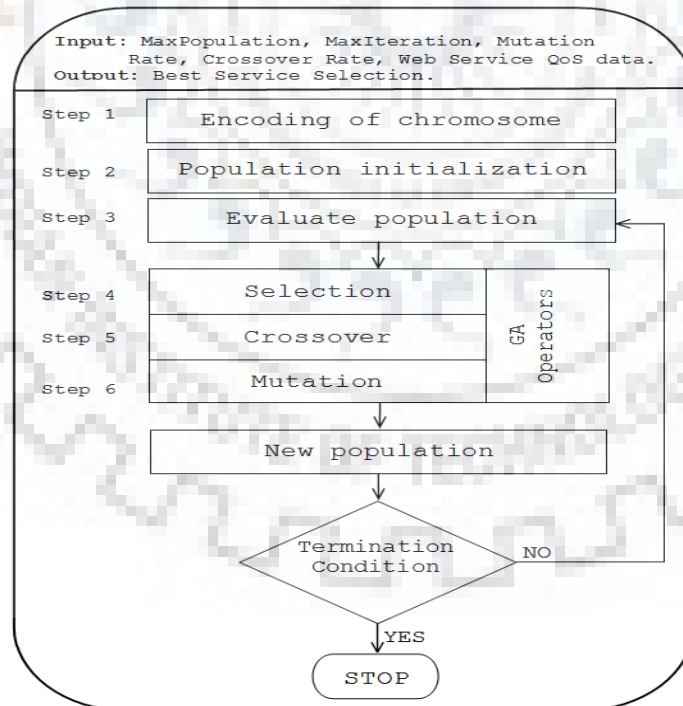 Input: MaxPopulation, MaxIteration, Mutation
Rate, Crossover Rate, Web Service QoS data.
Output: Best Service Selection.
Step 1
Encoding of chromosome
Step 2
Population initialization
Step 3
Evaluate population
Step 4
Selection
Step 5
Crossover
Step 6
Mutation
GA
Operators
New population
Termination
Condition
NO
YES
STOP